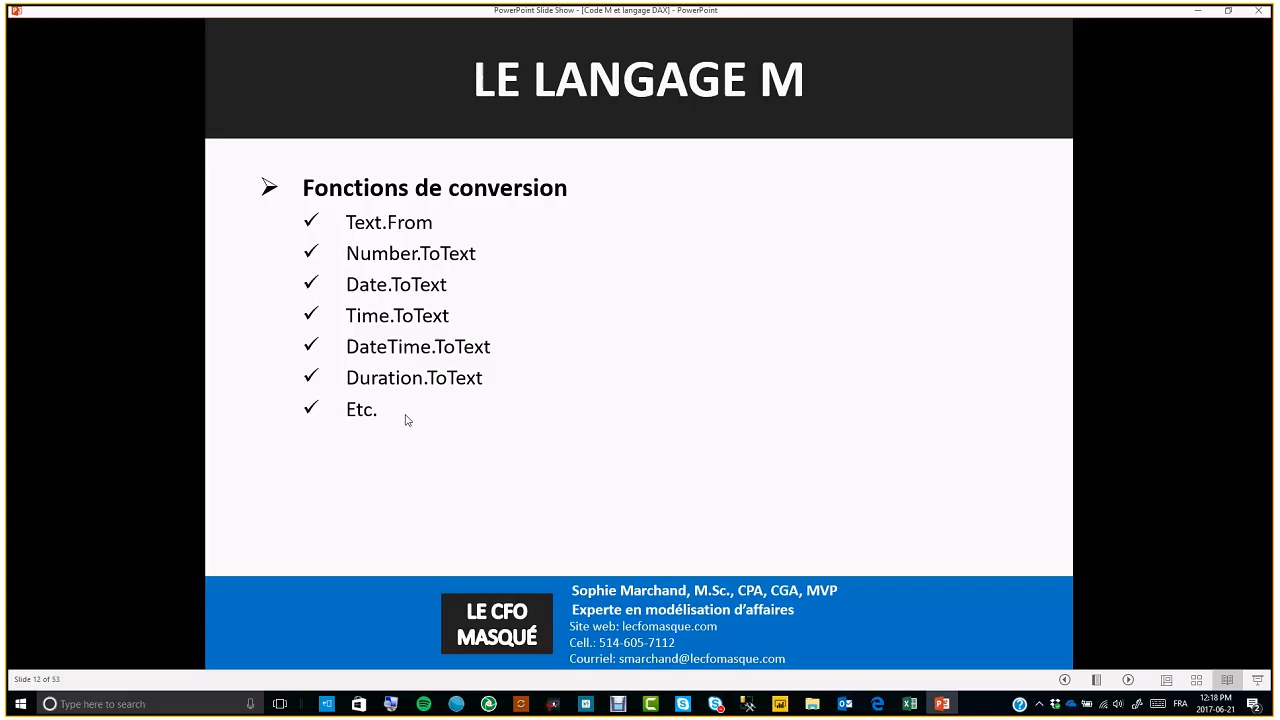 PowerPoint Slide Show - [Code M et langage DAX] - PowerPoint
LE LANGAGE M
Fonctions de conversion
Text.From
Number.ToText
Date.ToText
Time.ToText
DateTime.ToText
Duration.ToText
Etc.
LE CFO
MASQUÉ
Sophie Marchand, M.Sc., CPA, CGA, MVP
Experte en modélisation d’affaires
Site web: lecfomasque.com
Cell.: 514-605-7112
Courriel: smarchand@lecfomasque.com
Slide 12 of 53
Type here to search
FRA
12:18 PM
2017-06-21